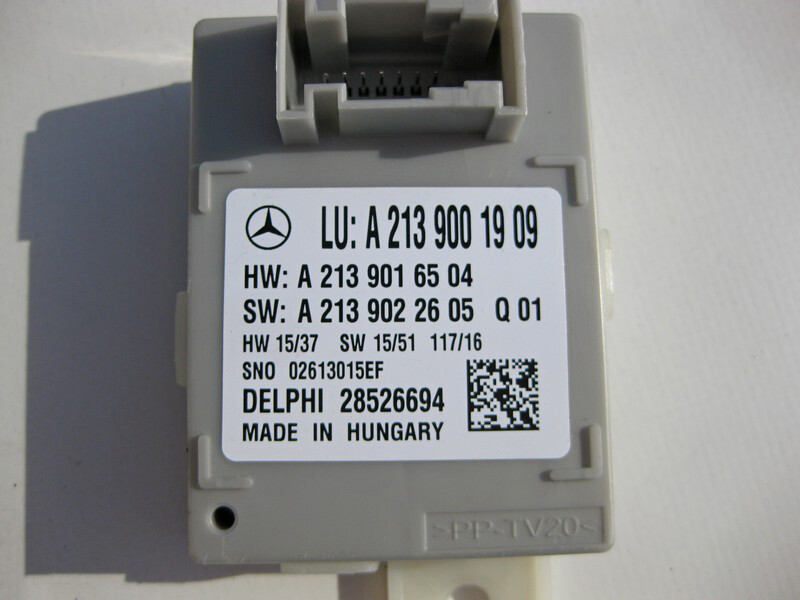 LU: A 213 900 19 09
HW: A 213 901 65 04
SW: A 213 902 26 05 Q 01
HW 15/37 SW 15/51 117/16
SNO 02613015EF
DELPHI 28526694
MADE IN HUNGARY
>PP-TV20<